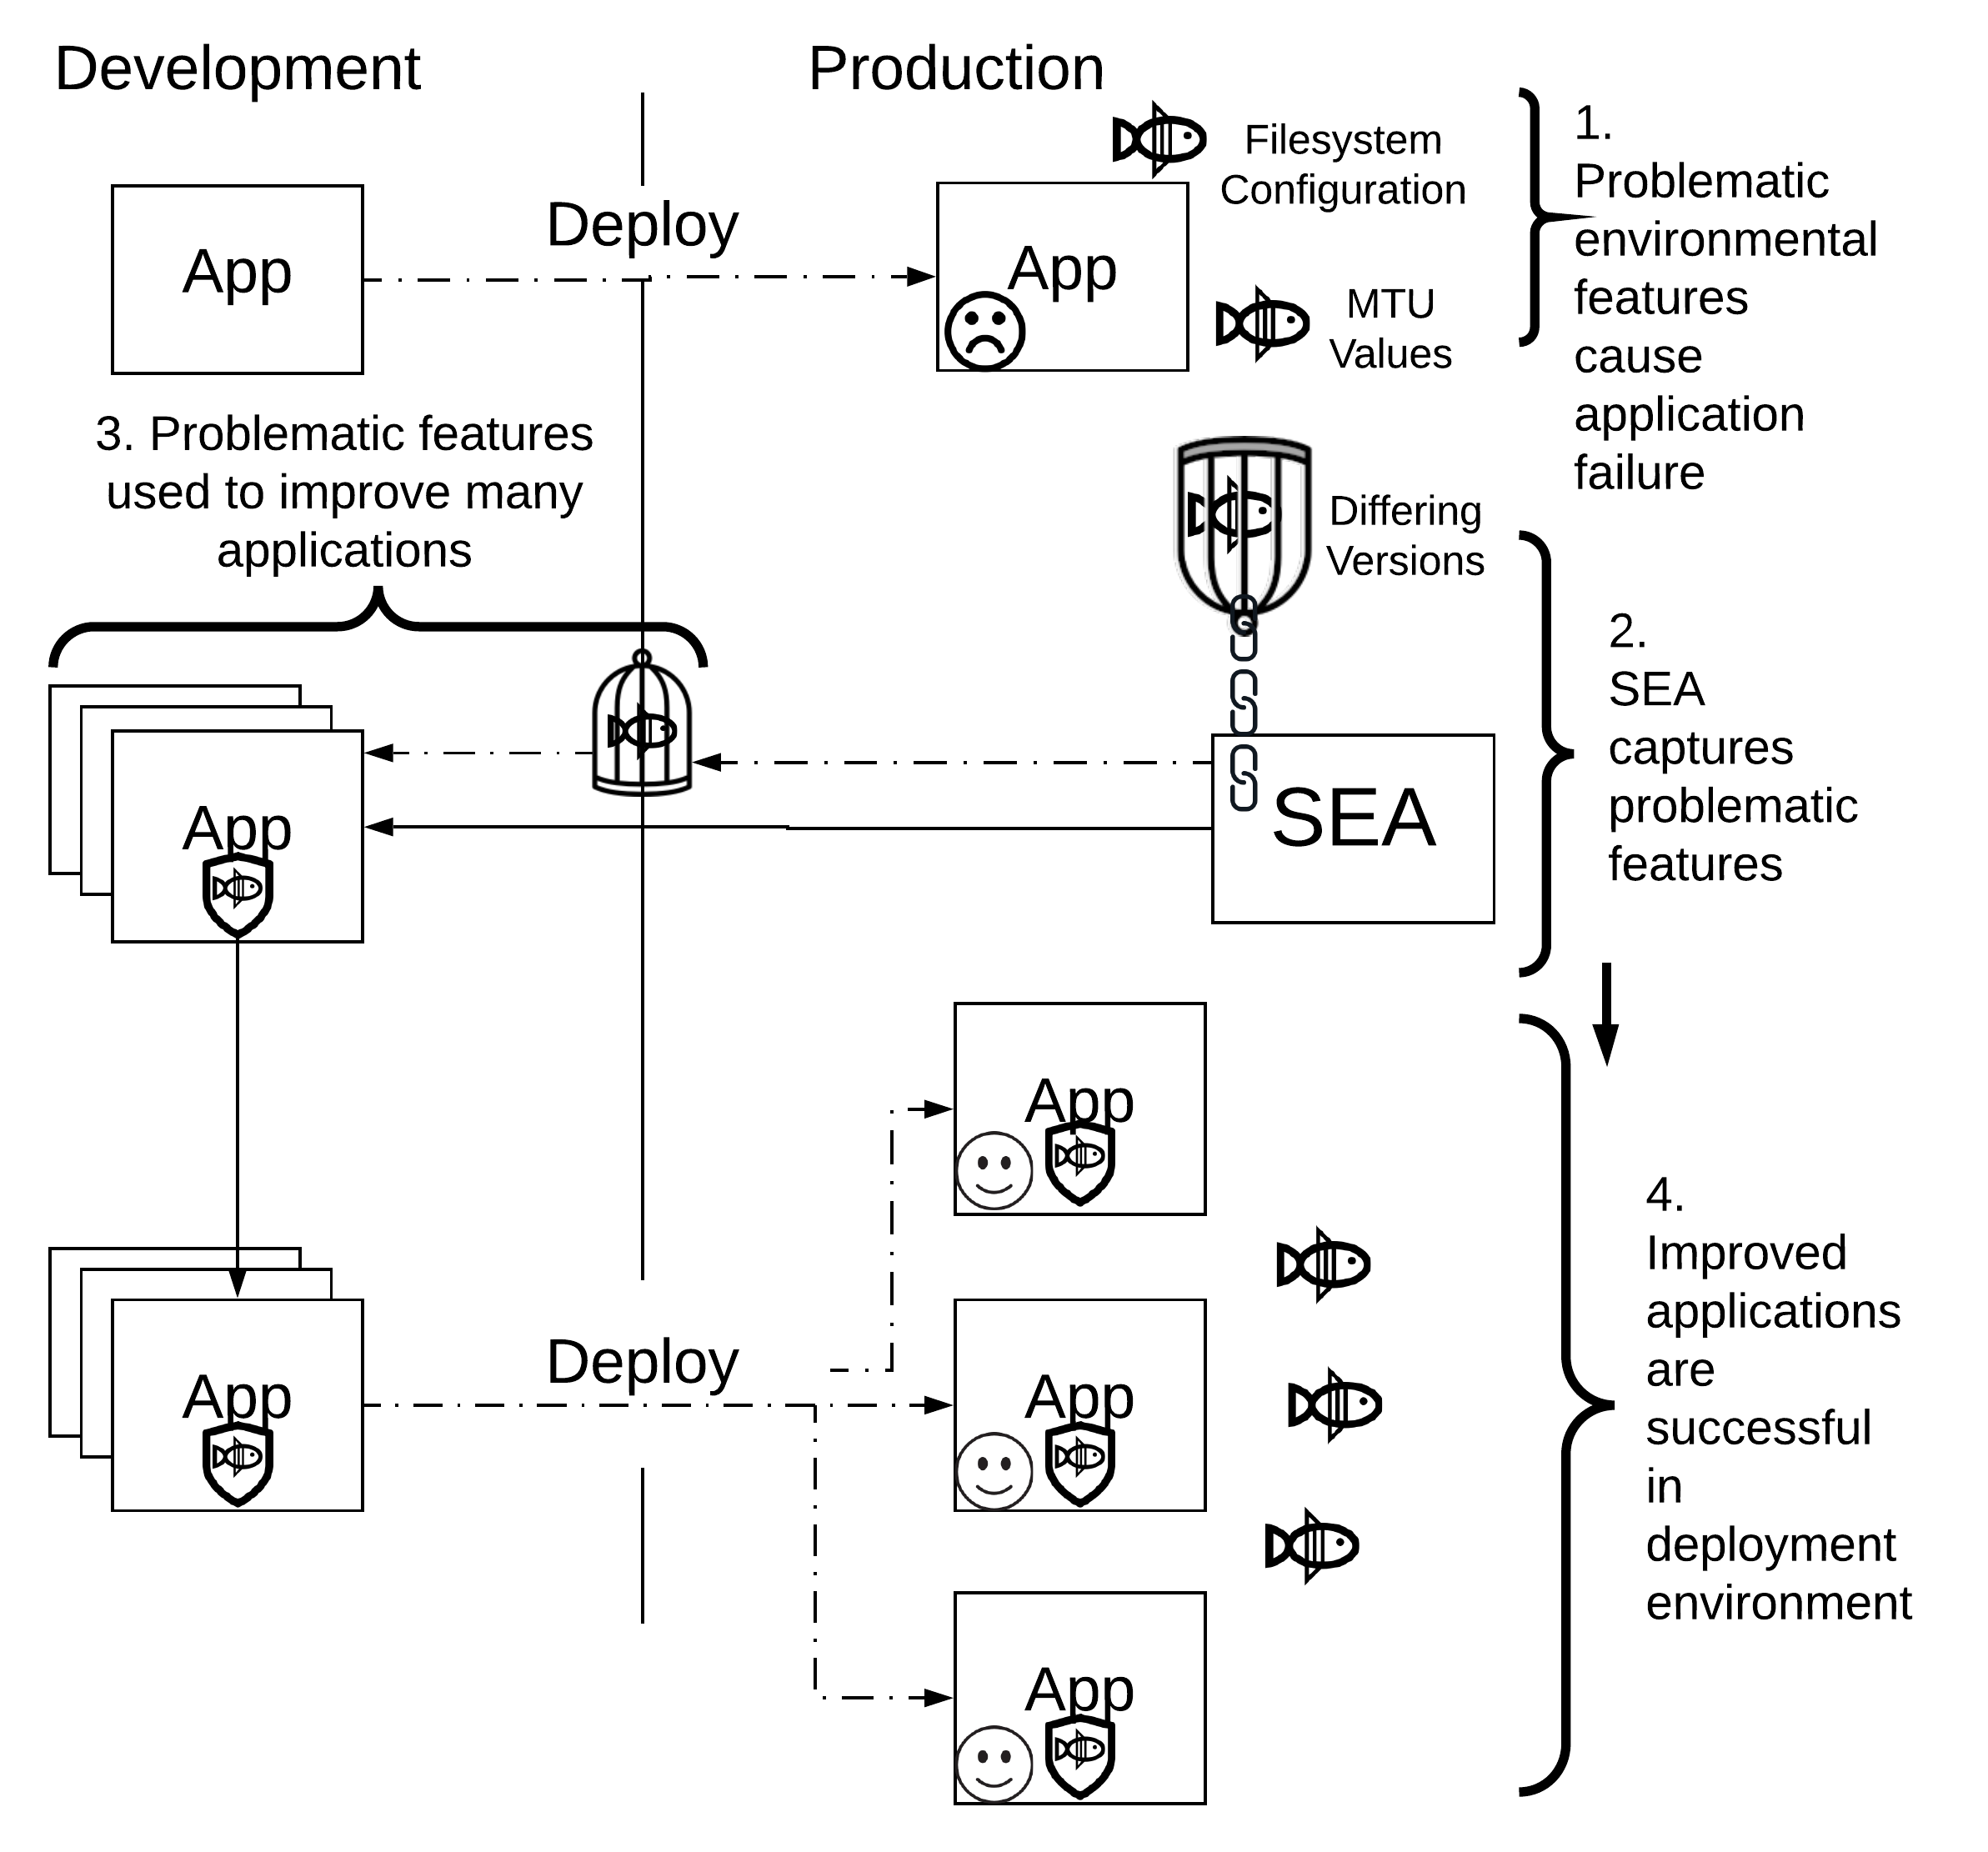 Development
Production
Filesystem
Configuration
1.
Problematic
environmental
features
cause
application
failure
App
Deploy
App
MTU
Values
3. Problematic features
used to improve many
applications
Differing
Versions
2.
SEA
captures
problematic
features
App
SEA
App
4.
Improved
applications
are
successful
in
deployment
environment
App
Deploy
App
App